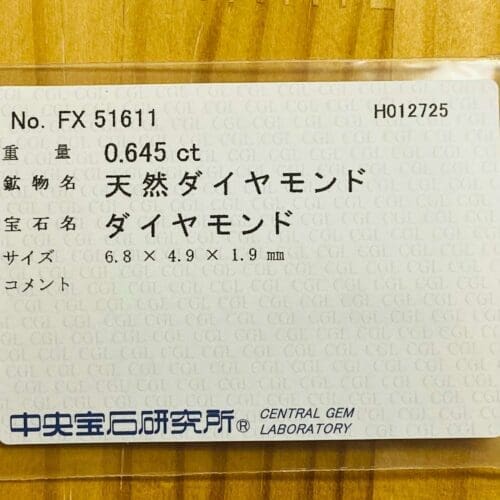 No. FX 51611 H012725
重量 0.645 ct
鉱物名 天然ダイヤモンド
宝石名 ダイヤモンド
サイズ 6.8 × 4.9 × 1.9 mm
コメント
中央宝石研究所® CENTRAL GEM LABORATORY